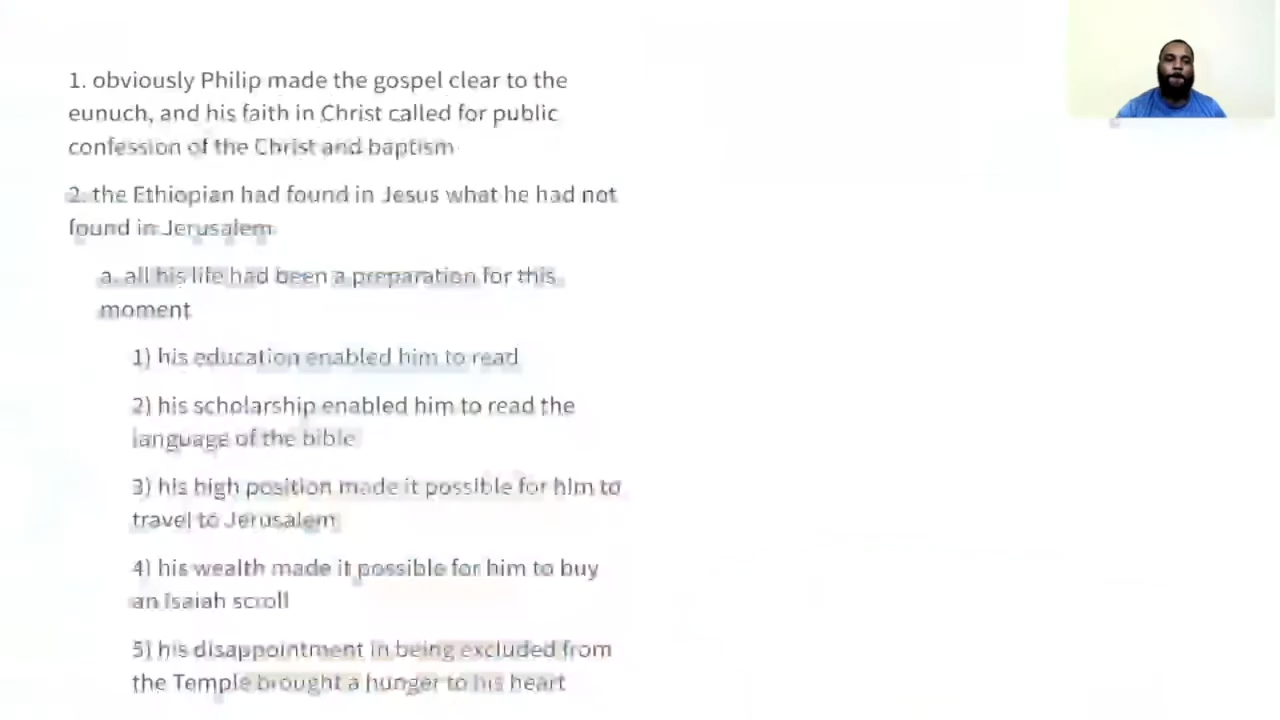 1. obviously Philip made the gospel clear to the
eunuch, and his faith in Christ called for public
confession of the Christ and baptism
2. the Ethiopian had found in Jesus what he had not
found in Jerusalem
a. all his life had been a preparation for this
moment
1) his education enabled him to read
2) his scholarship enabled him to read the
language of the bible
3) his high position made it possible for him to
travel to Jerusalem
4) his wealth made it possible for him to buy
an Isaiah scroll
5) his disappointment in being excluded from
the Temple brought a hunger to his heart